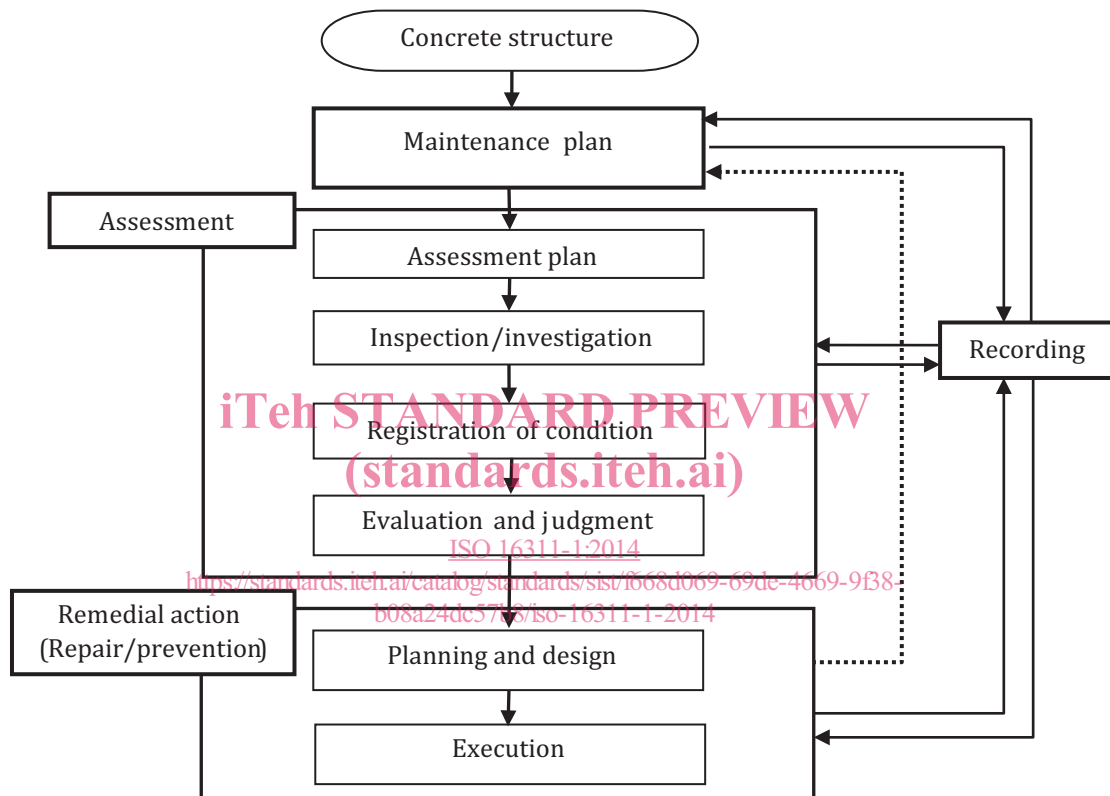 Concrete structure
Maintenance plan
Assessment
Assessment plan
Inspection/investigation
Recording
iTeh STANDARD PREVIEW
Registration of condition
(standards.iteh.ai)
Evaluation and judgment
ISO 16311-1:2014
https://standards.iteh.ai/catalog/standards/sist/f668d069-69de-4669-9f38-
b08a24dc57b8/iso-16311-1-2014
Remedial action
(Repair/prevention)
Planning and design
Execution